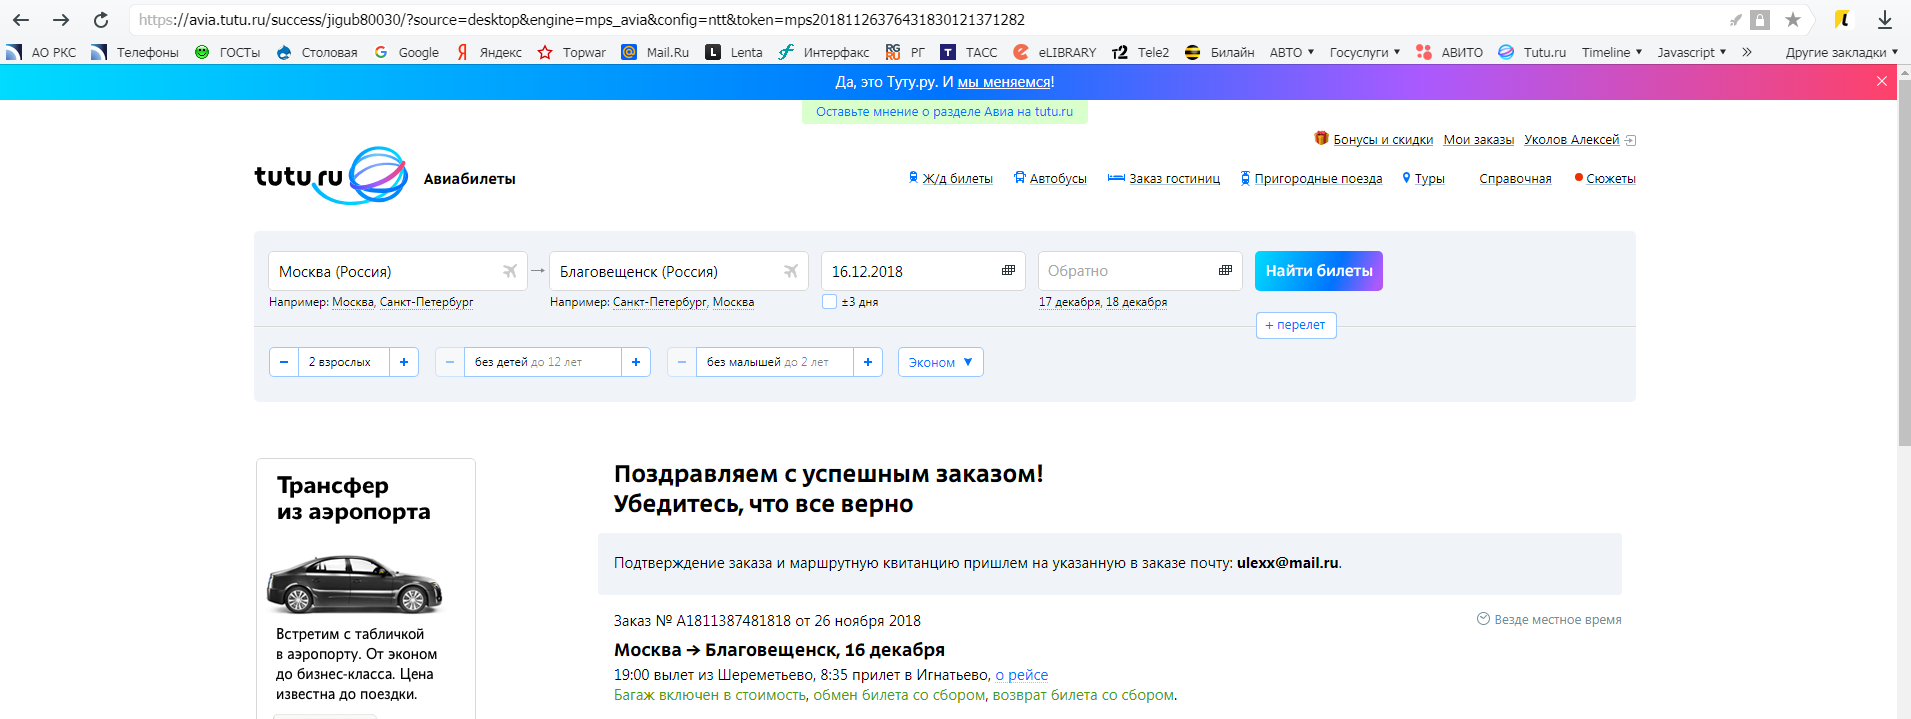 https://avia.tutu.ru/success/jigub80030/?source=desktop&engine=mps_avia&config=ntt&token=mps20181126376431830121371282
АО РКС Телефоны ГОСТы Столовая Google Яндекс Topwar Mail.Ru Lenta Интерфакс РГ ТАСС eLIBRARY Tele2 Билайн АВТО Госуслуги АВИТО Tutu.ru Timeline Javascript » Другие закладки
Да, это Туту.ру. И мы меняемся!
Оставьте мнение о разделе Авиа на tutu.ru
Бонусы и скидки Мои заказы Уколов Алексей
tutu.ru Авиабилеты Ж/д билеты Автобусы Заказ гостиниц Пригородные поезда Туры Справочная Сюжеты
Москва (Россия) → Благовещенск (Россия) 16.12.2018 Обратно Найти билеты
Например: Москва, Санкт-Петербург Например: Санкт-Петербург, Москва ±3 дня 17 декабря, 18 декабря
+ перелет
− 2 взрослых + − без детей до 12 лет + − без малышей до 2 лет + Эконом ▼
Трансфер
из аэропорта
Встретим с табличкой
в аэропорту. От эконом
до бизнес-класса. Цена
известна до поездки.
Поздравляем с успешным заказом!
Убедитесь, что все верно
Подтверждение заказа и маршрутную квитанцию пришлем на указанную в заказе почту: ulexx@mail.ru.
Заказ № A1811387481818 от 26 ноября 2018 Везде местное время
Москва → Благовещенск, 16 декабря
19:00 вылет из Шереметьево, 8:35 прилет в Игнатьево, о рейсе
Багаж включен в стоимость, обмен билета со сбором, возврат билета со сбором.